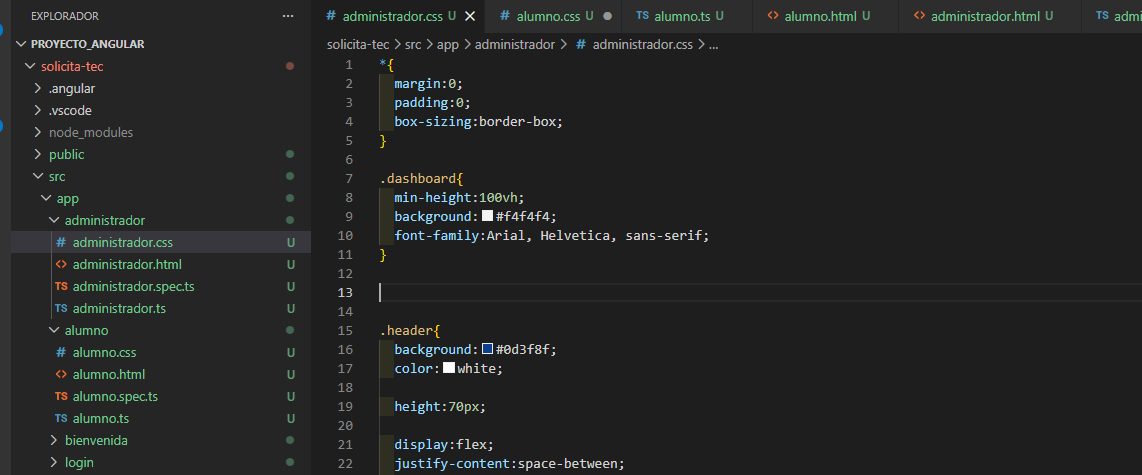 EXPLORADOR
PROYECTO_ANGULAR
solicita-tec
.angular
.vscode
node_modules
public
src
app
administrador
# administrador.css U
<> administrador.html U
TS administrador.spec.ts U
TS administrador.ts U
alumno
# alumno.css U
<> alumno.html U
TS alumno.spec.ts U
TS alumno.ts U
bienvenida
login
# administrador.css U
# alumno.css U
TS alumno.ts U
<> alumno.html U
<> administrador.html U
TS admi
solicita-tec > src > app > administrador > # administrador.css > ...
1 *{
2 margin:0;
3 padding:0;
4 box-sizing:border-box;
5 }
6
7 .dashboard{
8 min-height:100vh;
9 background:#f4f4f4;
10 font-family:Arial, Helvetica, sans-serif;
11 }
12
13
14
15 .header{
16 background:#0d3f8f;
17 color:white;
18
19 height:70px;
20
21 display:flex;
22 justify-content:space-between;